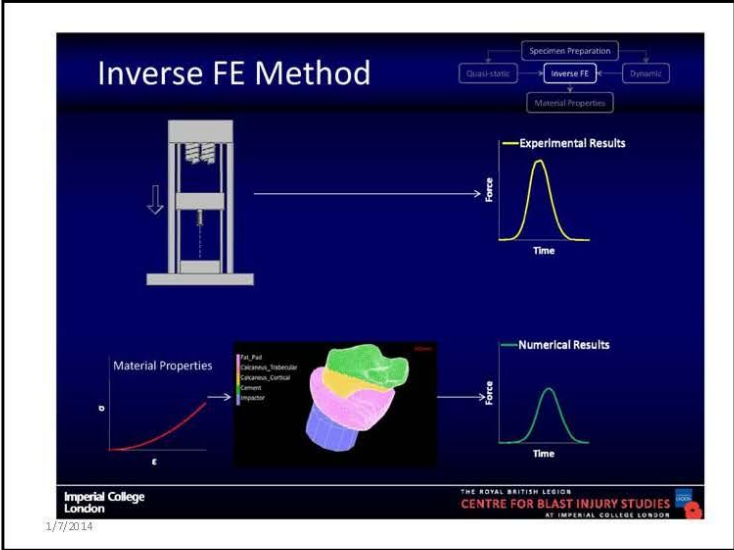 Inverse FE Method
Specimen Preparation
Quasi-static
Inverse FE
Dynamic
Material Properties
Experimental Results
Force
Time
Material Properties
σ
ε
Fat_Pad
Calcaneus_Trabecular
Calcaneus_Cortical
Cement
Impactor
Numerical Results
Force
Time
Imperial College
London
THE ROYAL BRITISH LEGION
CENTRE FOR BLAST INJURY STUDIES
AT IMPERIAL COLLEGE LONDON
1/7/2014